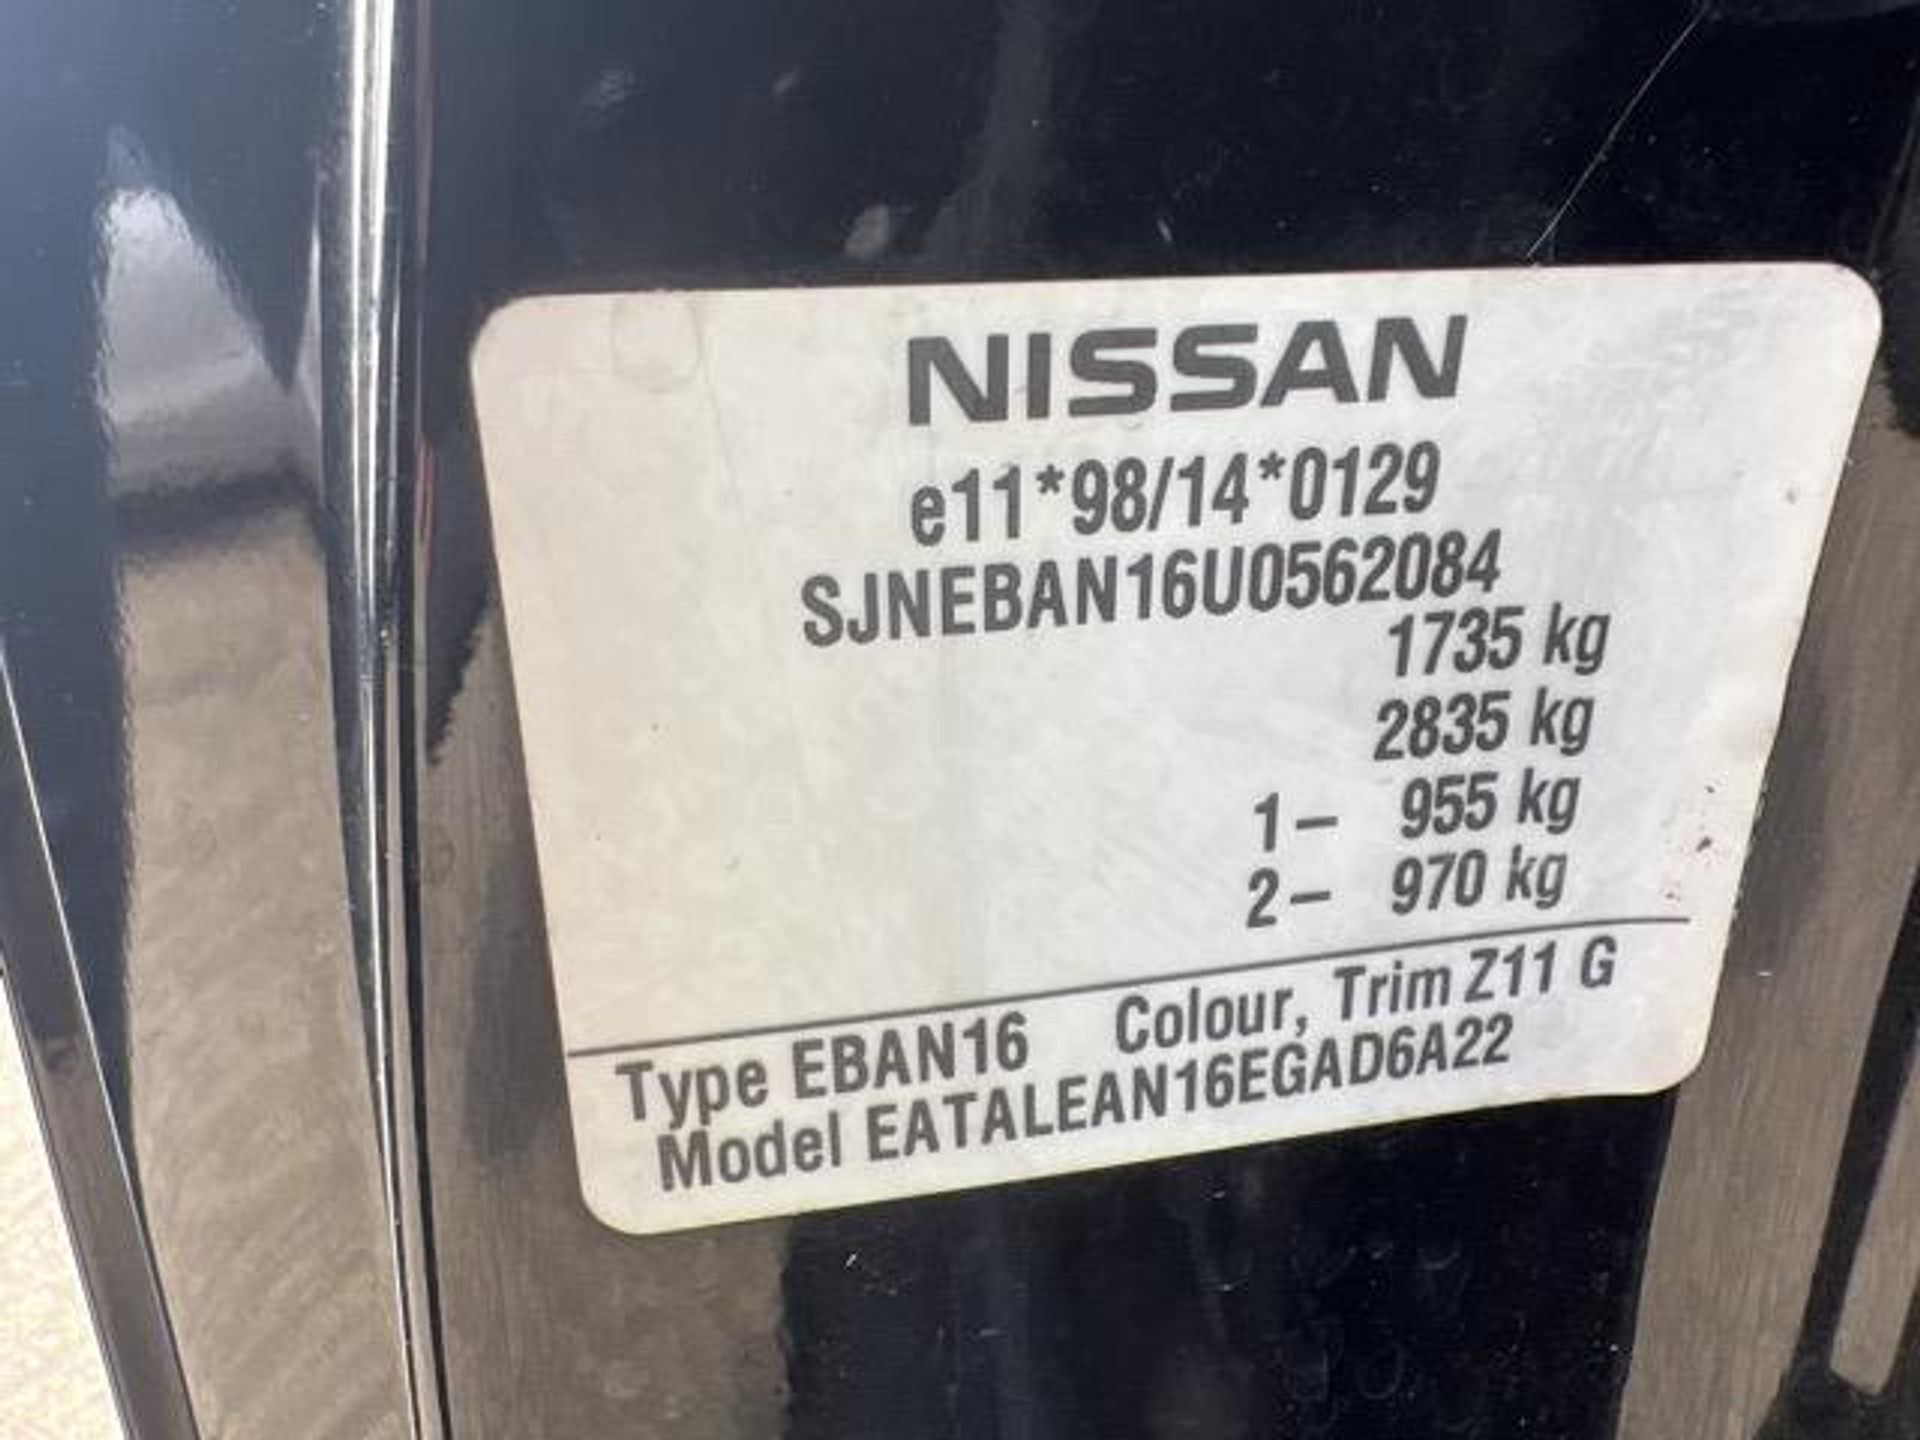 NISSAN
e11*98/14*0129
SJNEBAN16U0562084
1735 kg
2835 kg
1- 955 kg
2- 970 kg
Type EBAN16 Colour, Trim Z11 G
Model EATALEAN16EGAD6A22